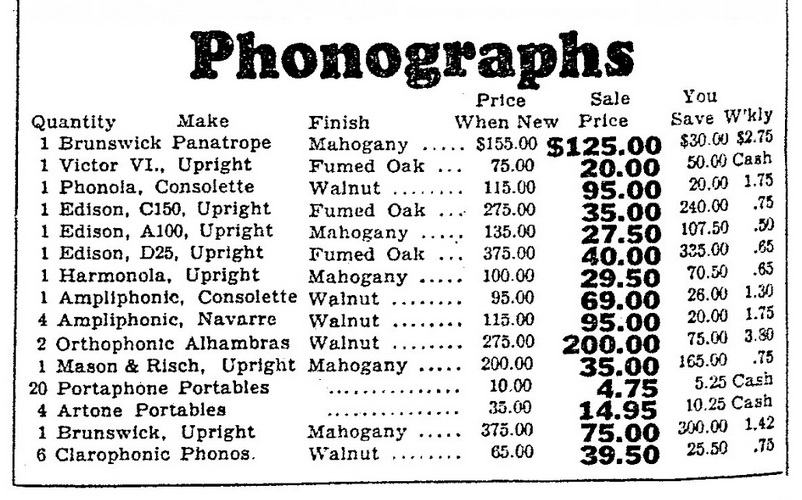 Phonographs
Price Sale You
Quantity Make Finish When New Price Save W'kly
1 Brunswick Panatrope Mahogany ..... $155.00 $125.00 $30.00 $2.75
1 Victor VI., Upright Fumed Oak ... 75.00 20.00 50.00 Cash
1 Phonola, Consolette Walnut ........ 115.00 95.00 20.00 1.75
1 Edison, C150, Upright Fumed Oak ... 275.00 35.00 240.00 .75
1 Edison, A100, Upright Mahogany ..... 135.00 27.50 107.50 .50
1 Edison, D25, Upright Fumed Oak ... 375.00 40.00 335.00 .65
1 Harmonola, Upright Mahogany ..... 100.00 29.50 70.50 .65
1 Ampliphonic, Consolette Walnut ........ 95.00 69.00 26.00 1.30
4 Ampliphonic, Navarre Walnut ........ 115.00 95.00 20.00 1.75
2 Orthophonic Alhambras Walnut ........ 275.00 200.00 75.00 3.80
1 Mason & Risch, Upright Mahogany ..... 200.00 35.00 165.00 .75
20 Portaphone Portables .............. 10.00 4.75 5.25 Cash
4 Artone Portables .............. 35.00 14.95 10.25 Cash
1 Brunswick, Upright Mahogany ..... 375.00 75.00 300.00 1.42
6 Clarophonic Phonos. Walnut ........ 65.00 39.50 25.50 .75